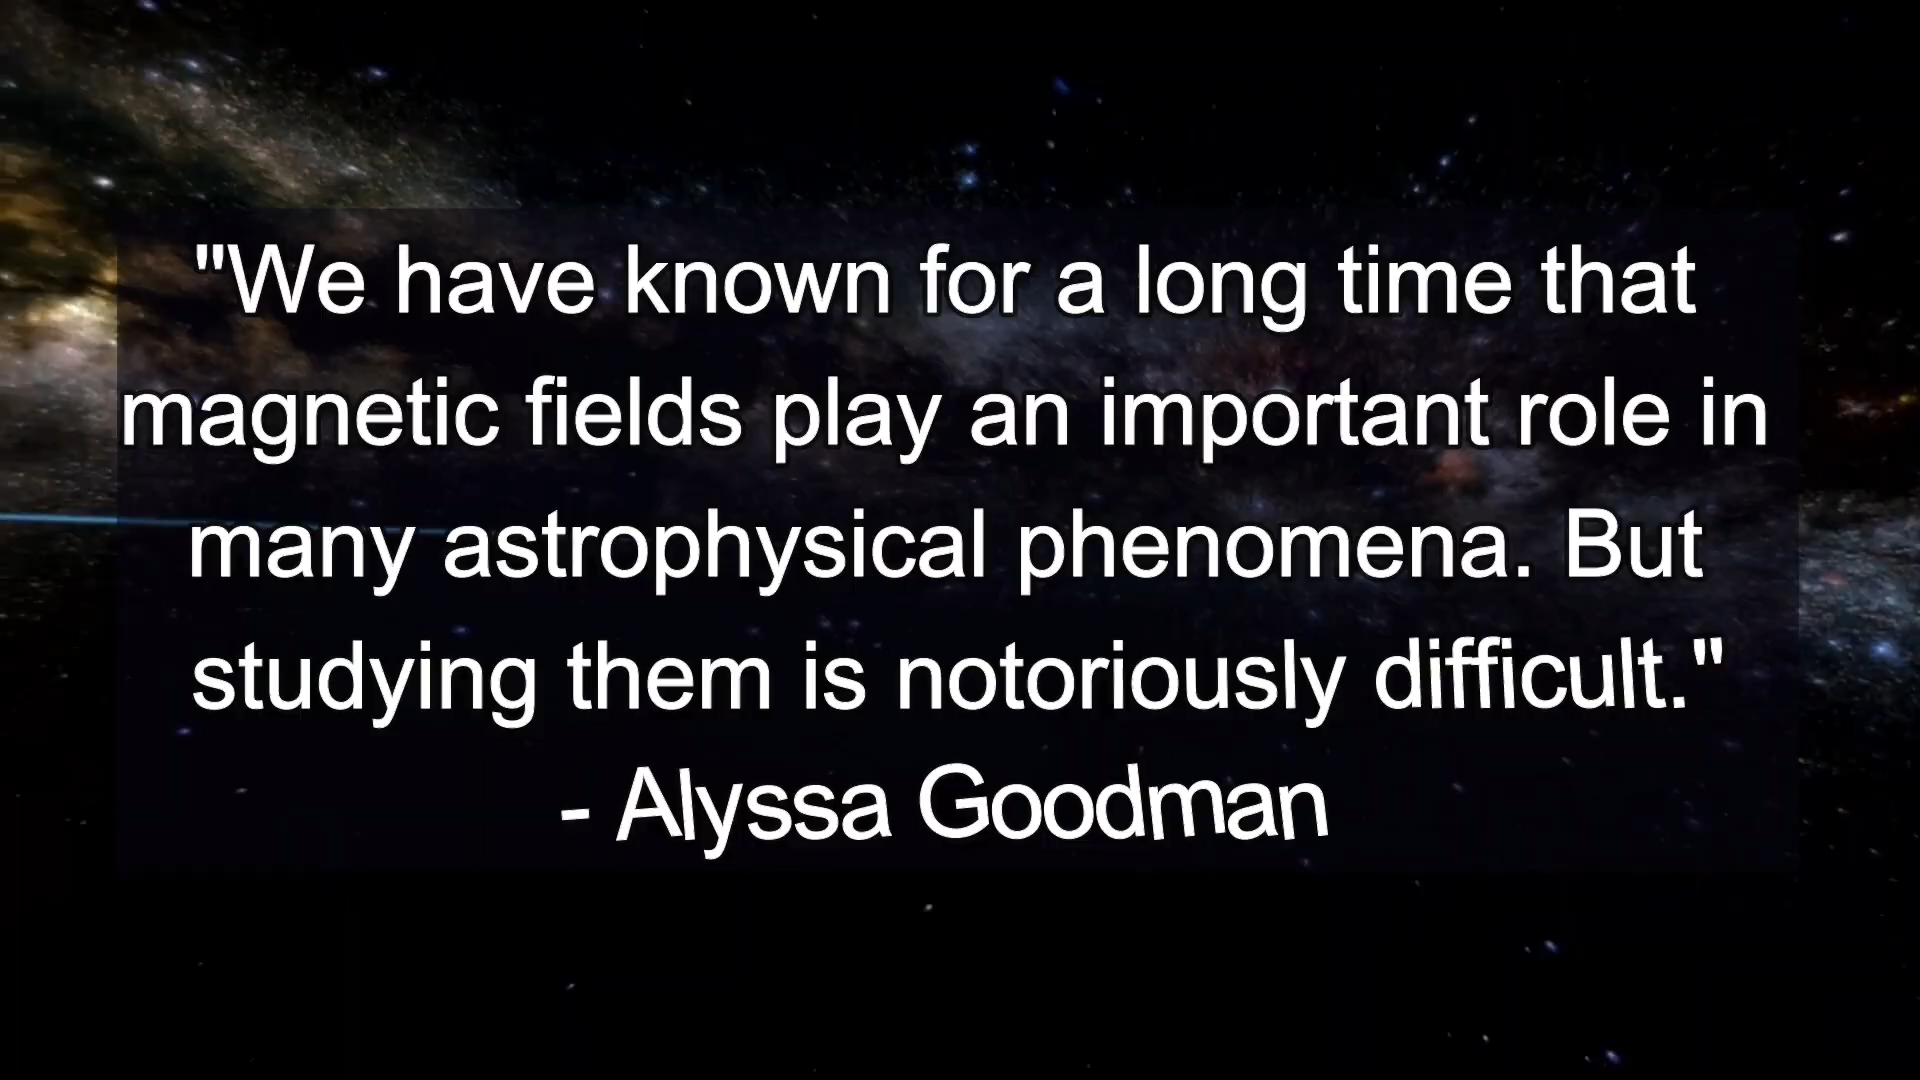 "We have known for a long time that
magnetic fields play an important role in
many astrophysical phenomena. But
studying them is notoriously difficult."
- Alyssa Goodman